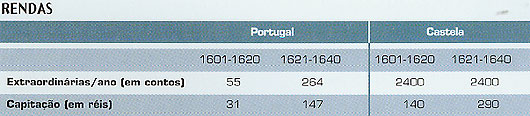 RENDAS
Portugal Castela
1601-1620 1621-1640 1601-1620 1621-1640
Extraordinárias/ano (em contos) 55 264 2400 2400
Capitação (em réis) 31 147 140 290